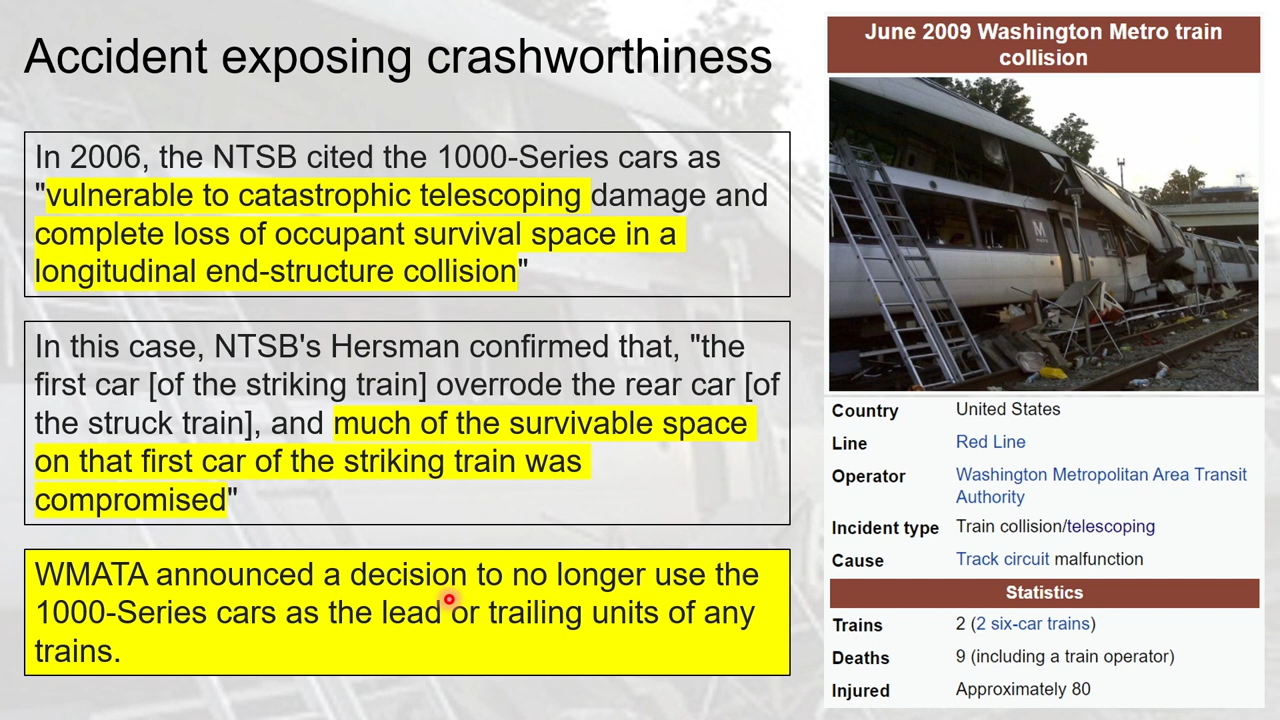 Accident exposing crashworthiness
In 2006, the NTSB cited the 1000-Series cars as
"vulnerable to catastrophic telescoping damage and
complete loss of occupant survival space in a
longitudinal end-structure collision"
In this case, NTSB's Hersman confirmed that, "the
first car [of the striking train] overrode the rear car [of
the struck train], and much of the survivable space
on that first car of the striking train was
compromised"
WMATA announced a decision to no longer use the
1000-Series cars as the lead or trailing units of any
trains.
June 2009 Washington Metro train
collision
M
Country United States
Line Red Line
Operator Washington Metropolitan Area Transit
Authority
Incident type Train collision/telescoping
Cause Track circuit malfunction
Statistics
Trains 2 (2 six-car trains)
Deaths 9 (including a train operator)
Injured Approximately 80